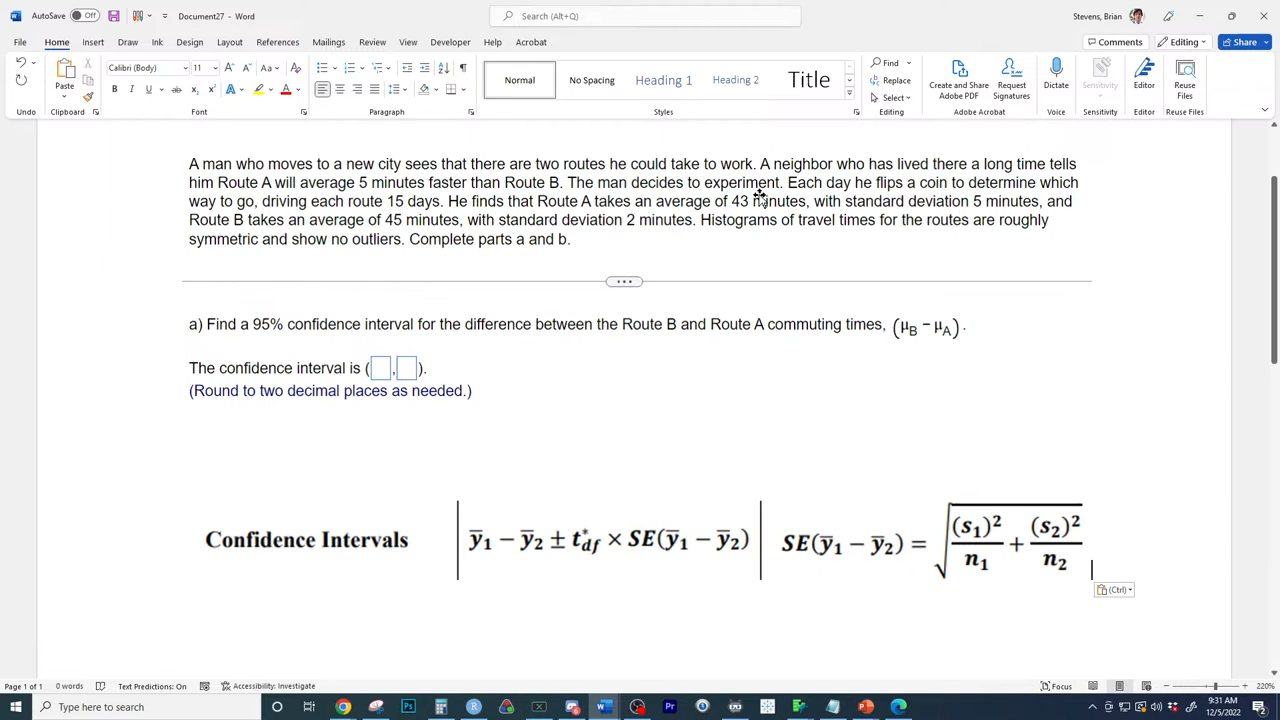 AutoSave Off Document27 - Word Search (Alt+Q) Stevens, Brian
File Home Insert Draw Ink Design Layout References Mailings Review View Developer Help Acrobat Comments Editing Share
Calibri (Body) 11 Aa Find
Paste Replace
Select
Normal No Spacing Heading 1 Heading 2 Title
Create and Share Adobe PDF Request Signatures Dictate Sensitivity Editor Reuse Files
Undo Clipboard Font Paragraph Styles Editing Adobe Acrobat Voice Sensitivity Editor Reuse Files
A man who moves to a new city sees that there are two routes he could take to work. A neighbor who has lived there a long time tells
him Route A will average 5 minutes faster than Route B. The man decides to experiment. Each day he flips a coin to determine which
way to go, driving each route 15 days. He finds that Route A takes an average of 43 minutes, with standard deviation 5 minutes, and
Route B takes an average of 45 minutes, with standard deviation 2 minutes. Histograms of travel times for the routes are roughly
symmetric and show no outliers. Complete parts a and b.
a) Find a 95% confidence interval for the difference between the Route B and Route A commuting times, (μB − μA).
The confidence interval is (□,□).
(Round to two decimal places as needed.)
Confidence Intervals ȳ₁ − ȳ₂ ± t*df × SE(ȳ₁ − ȳ₂) SE(ȳ₁ − ȳ₂) = √((s₁)²/n₁ + (s₂)²/n₂)
(Ctrl)
Page 1 of 1 0 words Text Predictions: On Accessibility: Investigate Focus 220%
Type here to search 9:31 AM
12/5/2022